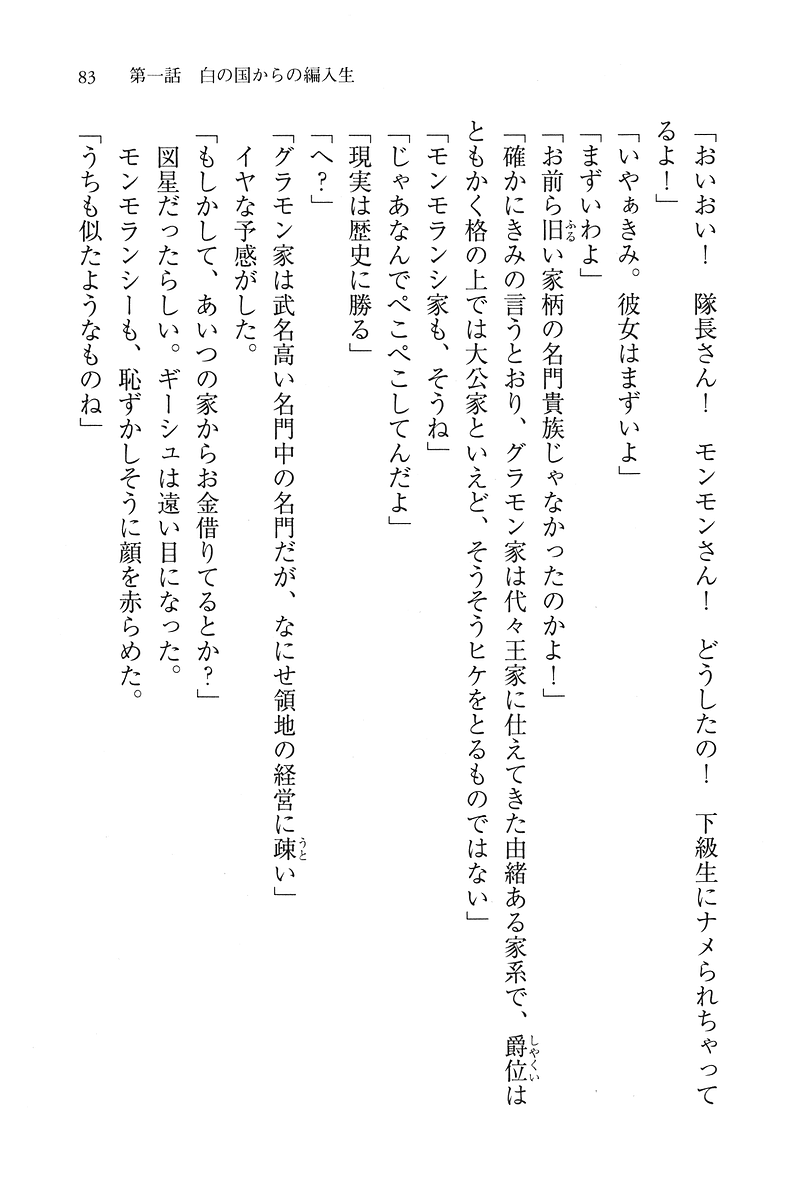 83　第一話　白の国からの編入生
「おいおい！　隊長さん！　モンモンさん！　どうしたの！　下級生にナメられちゃって
るよ！」
「いやぁきみ。彼女はまずいよ」
「まずいわよ」
「お前ら旧い家柄の名門貴族じゃなかったのかよ！」
「確かにきみの言うとおり、グラモン家は代々王家に仕えてきた由緒ある家系で、爵位は
ともかく格の上では大公家といえど、そうそうヒケをとるものではない」
「モンモランシ家も、そうね」
「じゃあなんでぺこぺこしてんだよ」
「現実は歴史に勝る」
「へ？」
「グラモン家は武名高い名門中の名門だが、なにせ領地の経営に疎い」
　イヤな予感がした。
「もしかして、あいつの家からお金借りてるとか？」
　図星だったらしい。ギーシュは遠い目になった。
　モンモランシーも、恥ずかしそうに顔を赤らめた。
「うちも似たようなものね」
ふる
しゃくい
うと